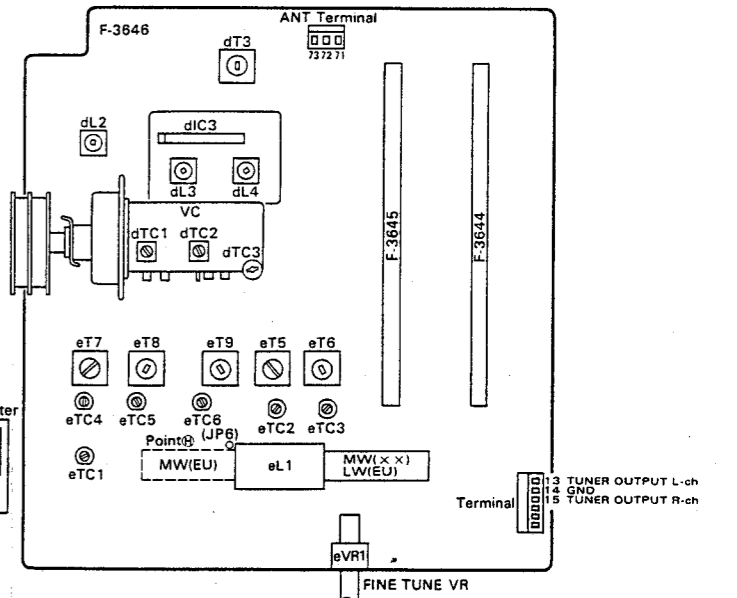 ANT Terminal
F-3646
73 72 71
dT3
dL2
dIC3
dL3
dL4
VC
dTC1
dTC2
dTC3
F-3645
F-3644
eT7
eT8
eT9
eT5
eT6
eTC4
eTC5
eTC6
eTC2
eTC3
(JP6)
Point Ⓗ
eTC1
MW(EU)
eL1
MW(××)
LW(EU)
ter
Terminal
13 TUNER OUTPUT L-ch
14 GND
15 TUNER OUTPUT R-ch
eVR1
FINE TUNE VR